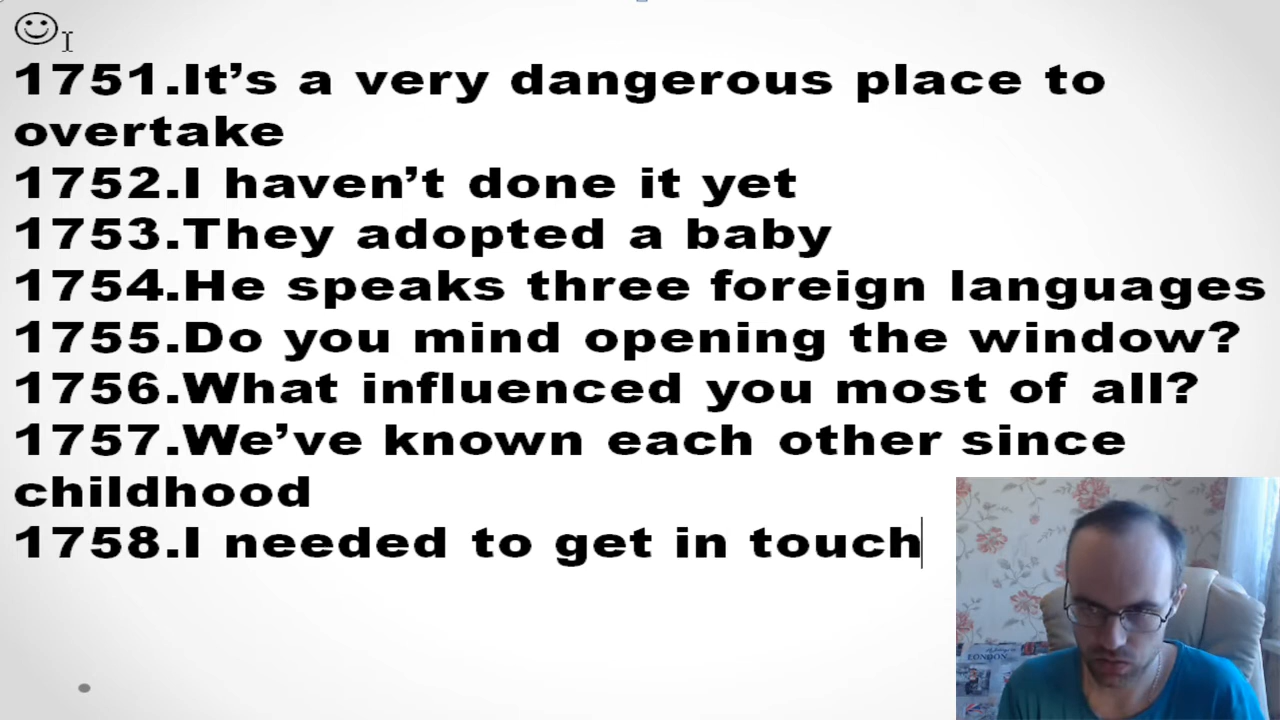 1751.It’s a very dangerous place to
overtake
1752.I haven’t done it yet
1753.They adopted a baby
1754.He speaks three foreign languages
1755.Do you mind opening the window?
1756.What influenced you most of all?
1757.We’ve known each other since
childhood
1758.I needed to get in touch
LONDON